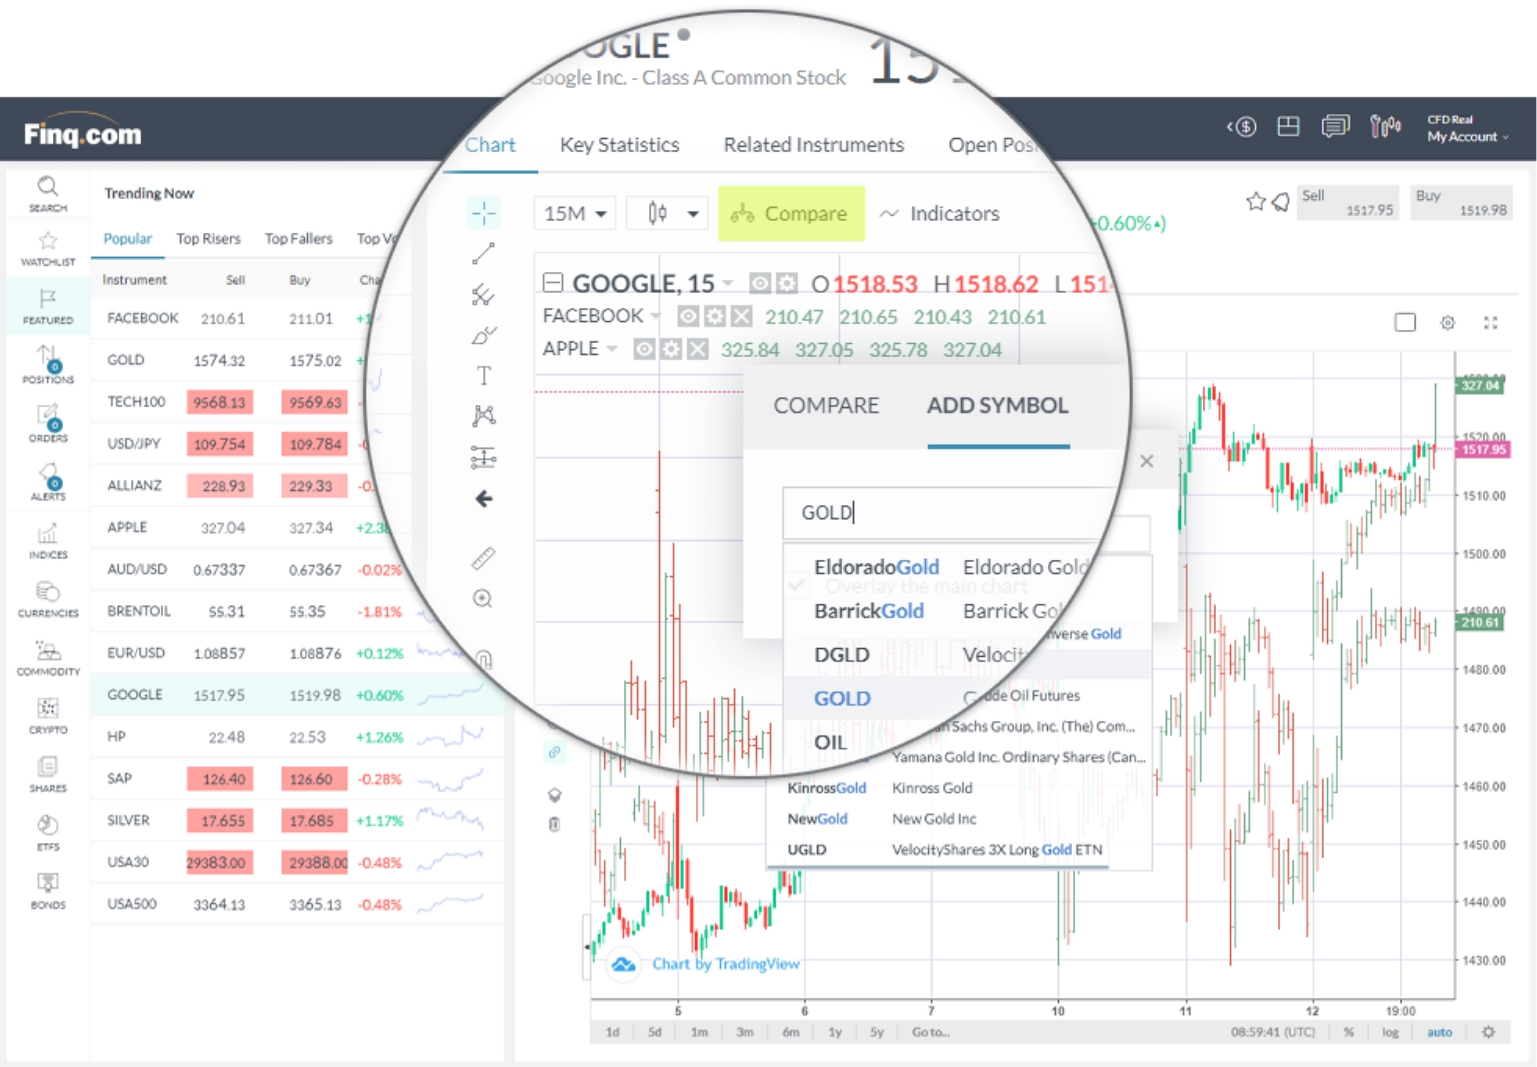 OOGLE
Google Inc. - Class A Common Stock
151
Finq.com
CFD Real
My Account
Chart Key Statistics Related Instruments Open Pos
SEARCH
WATCHLIST
FEATURED
0
POSITIONS
0
ORDERS
0
ALERTS
INDICES
CURRENCIES
COMMODITY
CRYPTO
SHARES
ETFS
BONDS
Trending Now
Popular Top Risers Top Fallers Top Vo
Instrument Sell Buy Cha
FACEBOOK 210.61 211.01 +1
GOLD 1574.32 1575.02 +
TECH100 9568.13 9569.63 -
USD/JPY 109.754 109.784 -0
ALLIANZ 228.93 229.33 -0.
APPLE 327.04 327.34 +2.3
AUD/USD 0.67337 0.67367 -0.02%
BRENTOIL 55.31 55.35 -1.81%
EUR/USD 1.08857 1.08876 +0.12%
GOOGLE 1517.95 1519.98 +0.60%
HP 22.48 22.53 +1.26%
SAP 126.40 126.60 -0.28%
SILVER 17.655 17.685 +1.17%
USA30 29383.00 29388.00 -0.48%
USA500 3364.13 3365.13 -0.48%
15M Compare Indicators
0.60%)
Sell 1517.95
Buy 1519.98
GOOGLE, 15 O1518.53 H1518.62 L151
FACEBOOK 210.47 210.65 210.43 210.61
APPLE 325.84 327.05 325.78 327.04
COMPARE ADD SYMBOL
GOLD
EldoradoGold Eldorado Gold
Overlay the main chart
BarrickGold Barrick Gol
nverse Gold
DGLD Velocit
GOLD G
ude Oil Futures
Sachs Group, Inc. (The) Com...
OIL
Yamana Gold Inc. Ordinary Shares (Can...
KinrossGold Kinross Gold
NewGold New Gold Inc
UGLD VelocityShares 3X Long Gold ETN
327.04
1520.00
1517.95
1510.00
1500.00
1490.00
210.61
1480.00
1470.00
1460.00
1450.00
1440.00
1430.00
Chart by TradingView
5 6 7 10 11 12 19:00
1d 5d 1m 3m 6m 1y 5y Go to... 08:59:41 (UTC) % log auto